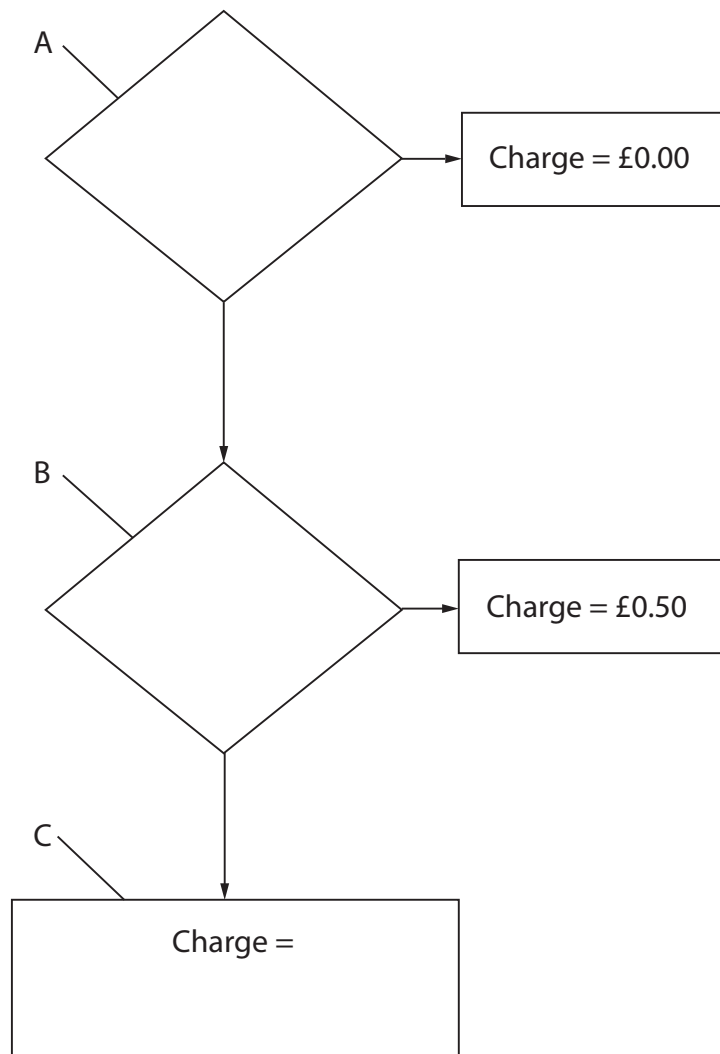 A
Charge = £0.00
B
Charge = £0.50
C
Charge =